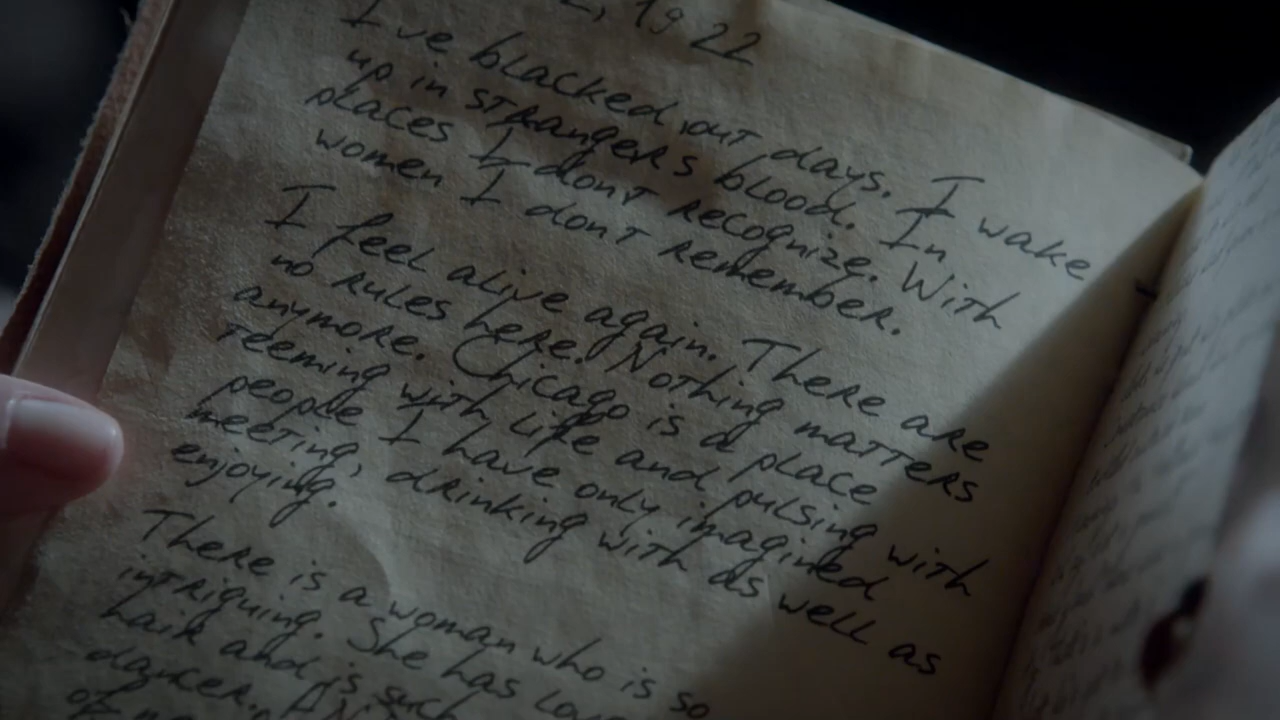 2, 1922
I've blacked out days. I wake
up in strangers blood. In
places I don't recognize. With
women I don't remember.
I feel alive again. There are
no rules here. Nothing matters
anymore. Chicago is a place
teeming with life and pulsing with
people I have only imagined
meeting, drinking with as well as
enjoying.
There is a woman who is so
intriguing. She has
hair and is such
dancer.
of